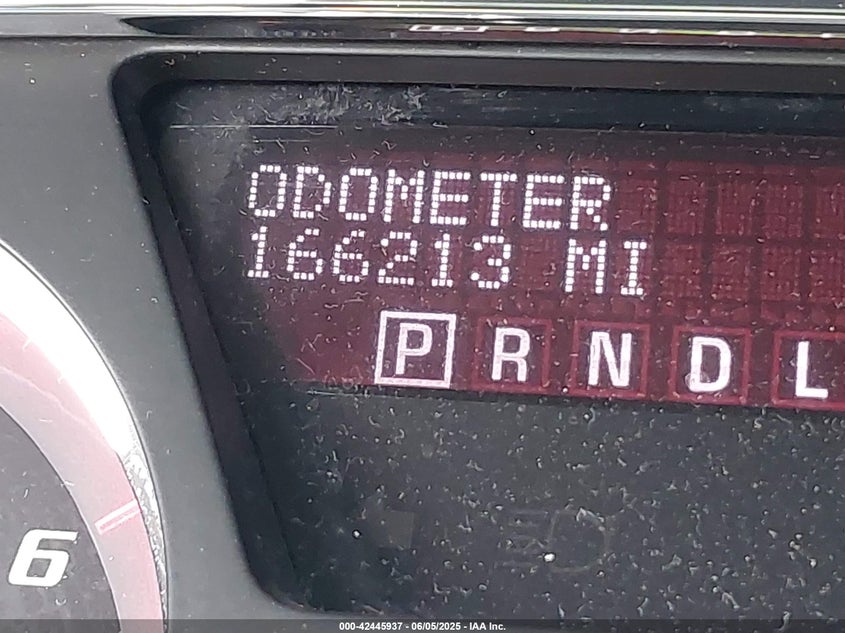 ODOMETER
166213 MI
P R N D L
6
000-42445937 - 06/05/2025 - IAA Inc.